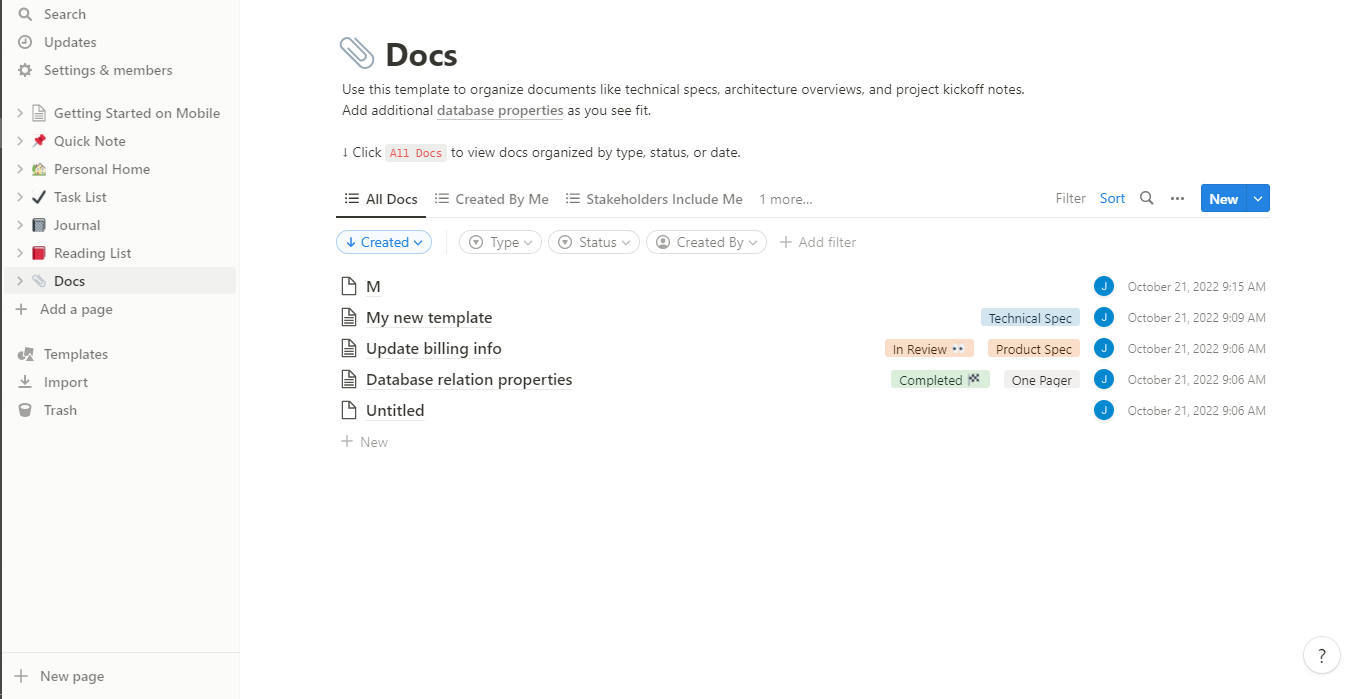 Search
Updates
Settings & members
Getting Started on Mobile
Quick Note
Personal Home
Task List
Journal
Reading List
Docs
Add a page
Templates
Import
Trash
New page
Docs
Use this template to organize documents like technical specs, architecture overviews, and project kickoff notes.
Add additional database properties as you see fit.
↓ Click All Docs to view docs organized by type, status, or date.
All Docs Created By Me Stakeholders Include Me 1 more... Filter Sort New
↓ Created Type Status Created By Add filter
M J October 21, 2022 9:15 AM
My new template Technical Spec J October 21, 2022 9:09 AM
Update billing info In Review 👀 Product Spec J October 21, 2022 9:06 AM
Database relation properties Completed 🏁 One Pager J October 21, 2022 9:06 AM
Untitled J October 21, 2022 9:06 AM
New
?